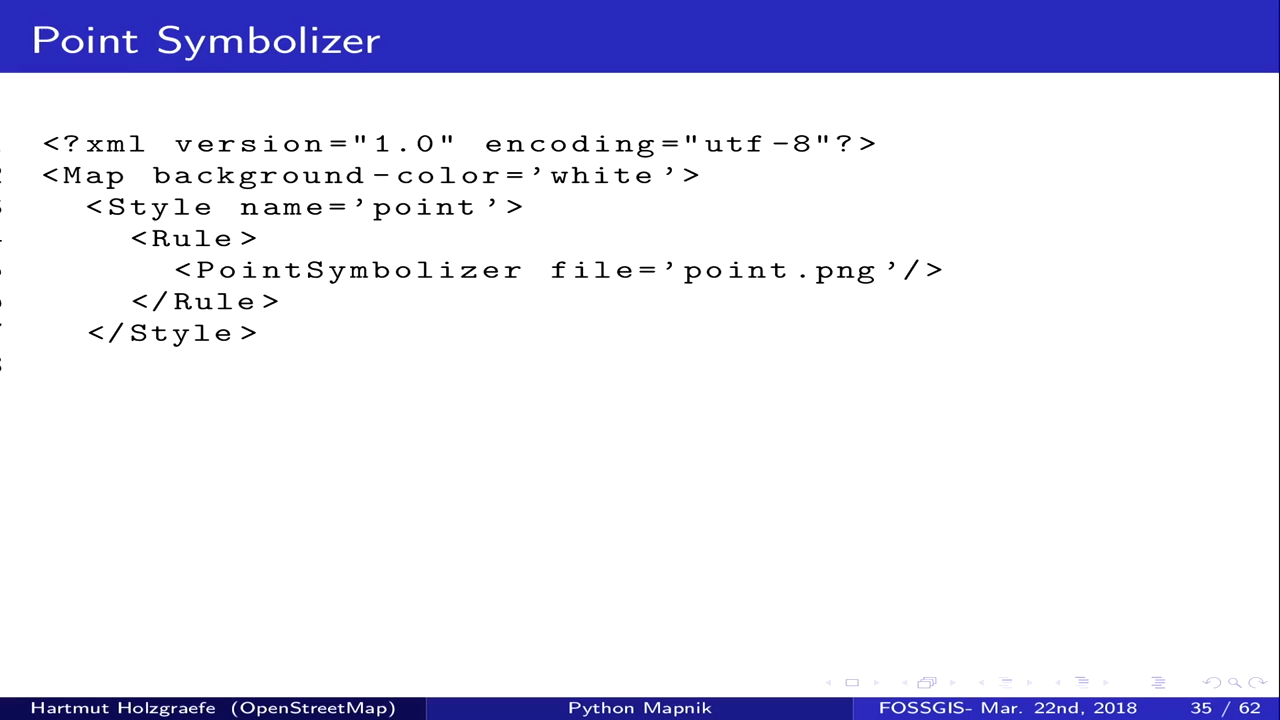 Point Symbolizer
<?xml version="1.0" encoding="utf-8"?>
<Map background-color='white'>
<Style name='point'>
<Rule>
<PointSymbolizer file='point.png'/>
</Rule>
</Style>
Hartmut Holzgraefe (OpenStreetMap) Python Mapnik FOSSGIS- Mar. 22nd, 2018 35 / 62